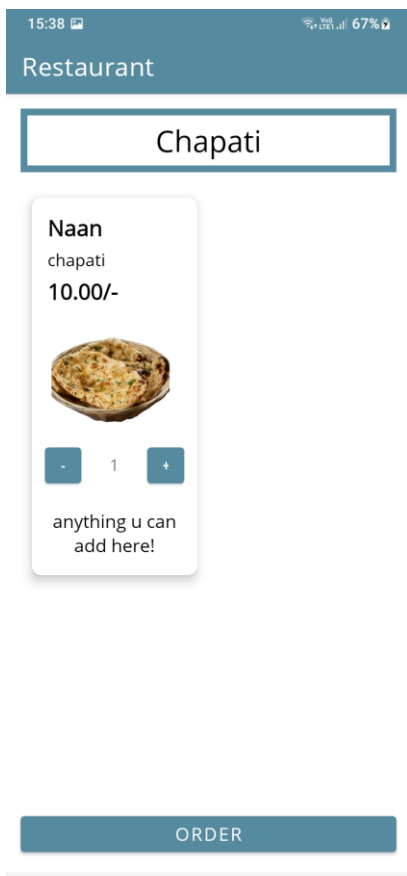 15:38 67%
Restaurant
Chapati
Naan
chapati
10.00/-
- 1 +
anything u can
add here!
ORDER